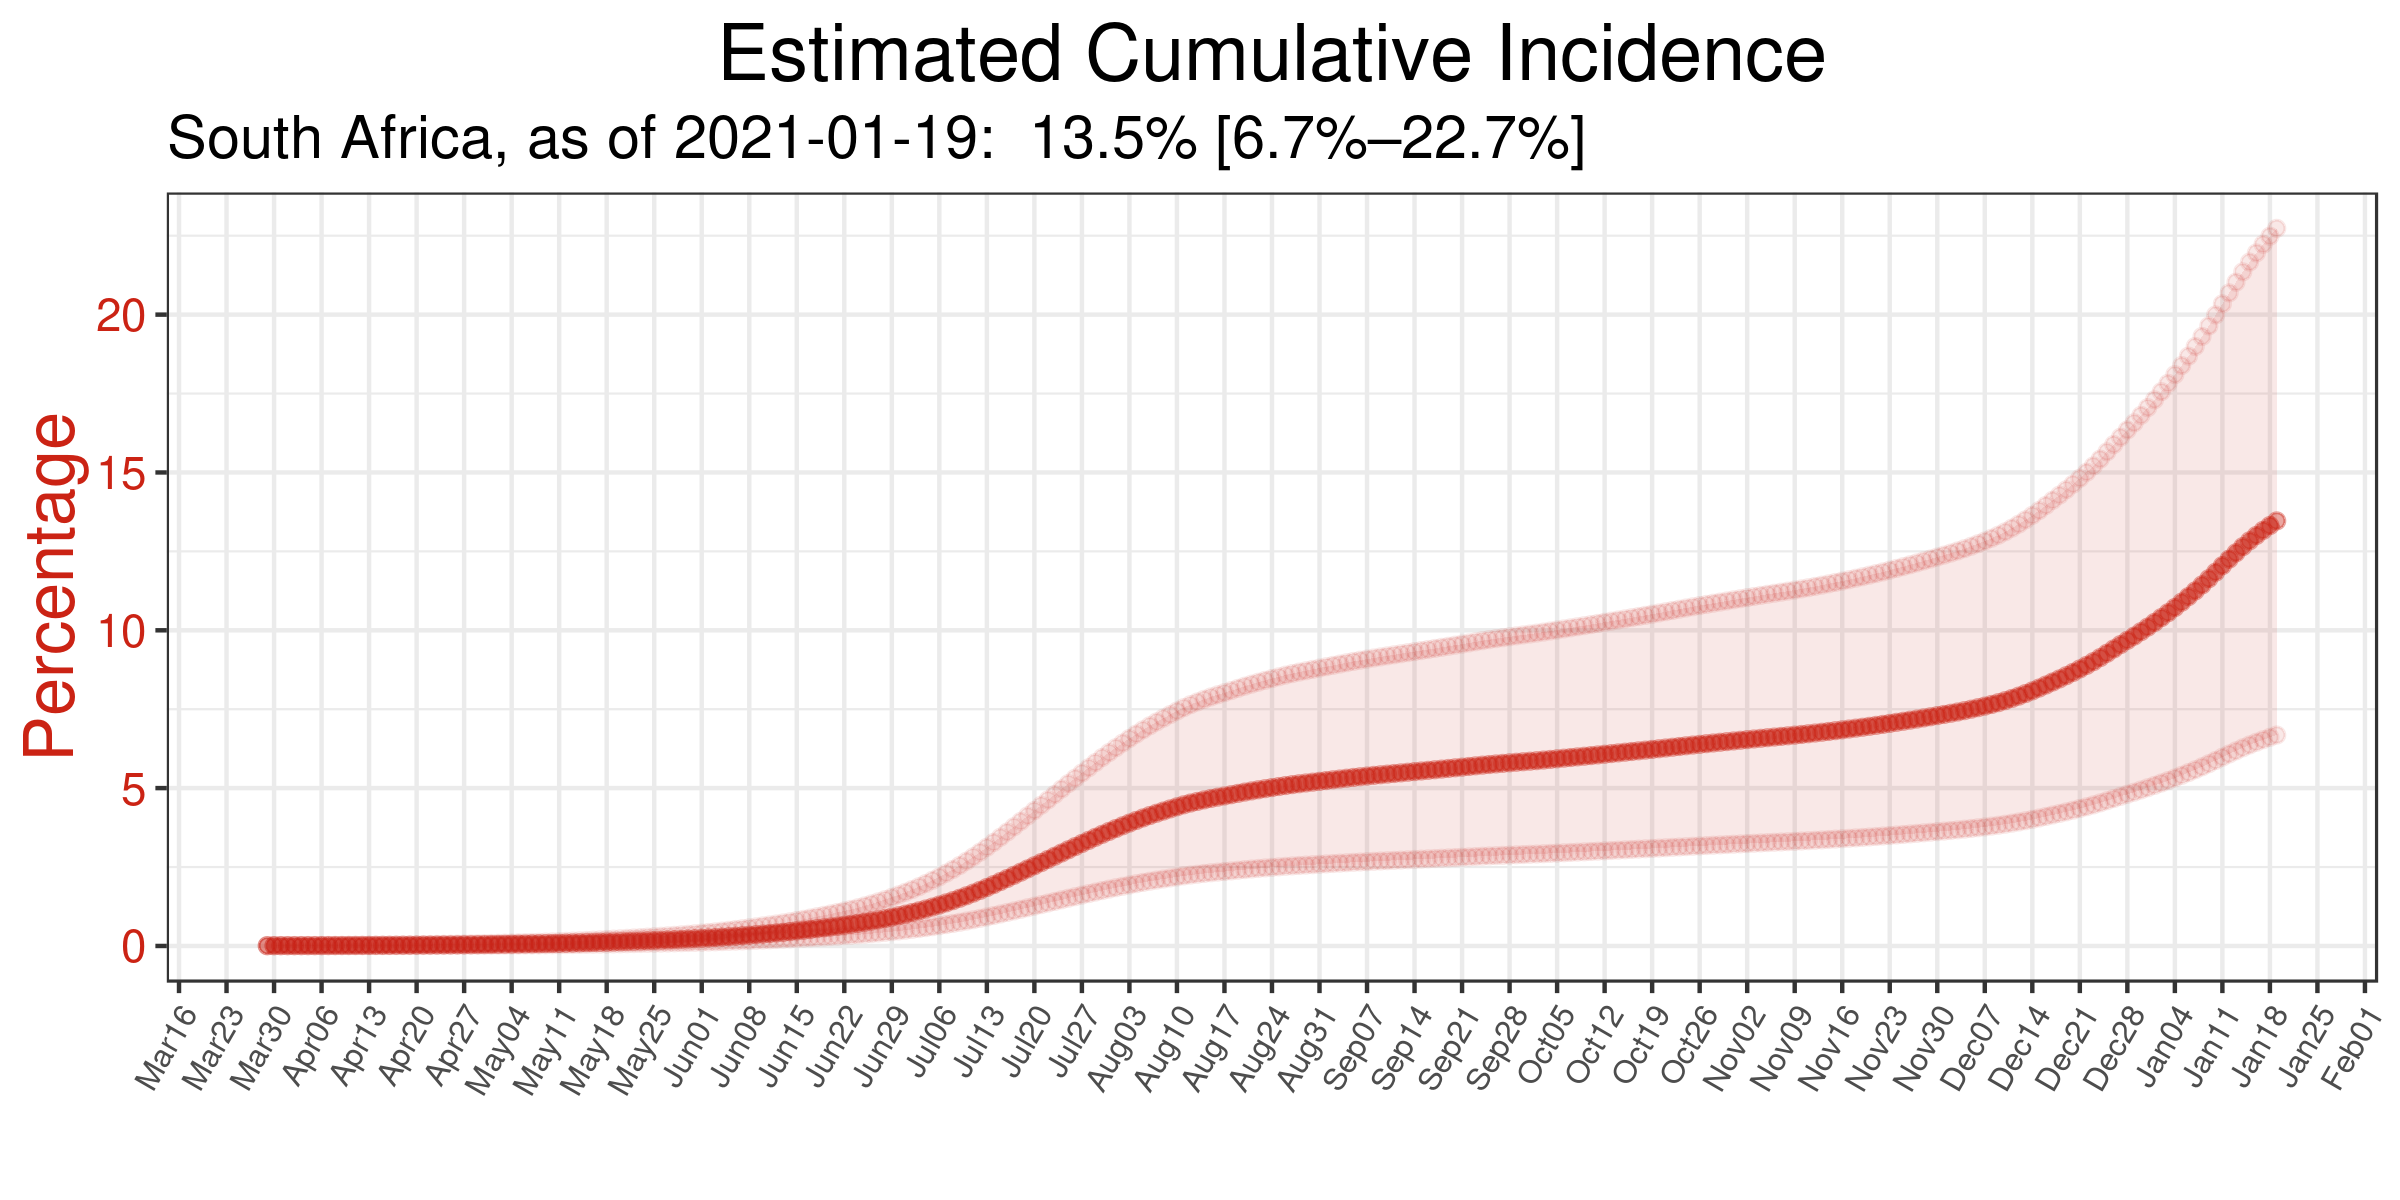 Estimated Cumulative Incidence
South Africa, as of 2021-01-19:  13.5% [6.7%–22.7%]
Percentage
20
15
10
5
0
Mar16 Mar23 Mar30 Apr06 Apr13 Apr20 Apr27 May04 May11 May18 May25 Jun01 Jun08 Jun15 Jun22 Jun29 Jul06 Jul13 Jul20 Jul27 Aug03 Aug10 Aug17 Aug24 Aug31 Sep07 Sep14 Sep21 Sep28 Oct05 Oct12 Oct19 Oct26 Nov02 Nov09 Nov16 Nov23 Nov30 Dec07 Dec14 Dec21 Dec28 Jan04 Jan11 Jan18 Jan25 Feb01